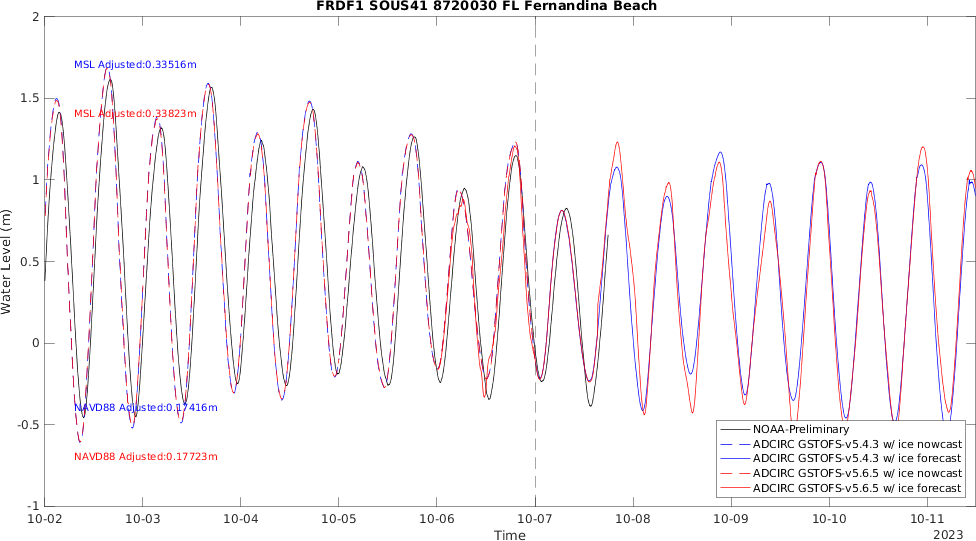 FRDF1 SOUS41 8720030 FL Fernandina Beach
2
1.5
1
0.5
0
-0.5
-1
Water Level (m)
MSL Adjusted:0.33516m
MSL Adjusted:0.33823m
NAVD88 Adjusted:0.17416m
NAVD88 Adjusted:0.17723m
NOAA-Preliminary
ADCIRC GSTOFS-v5.4.3 w/ ice nowcast
ADCIRC GSTOFS-v5.4.3 w/ ice forecast
ADCIRC GSTOFS-v5.6.5 w/ ice nowcast
ADCIRC GSTOFS-v5.6.5 w/ ice forecast
10-02 10-03 10-04 10-05 10-06 10-07 10-08 10-09 10-10 10-11
Time
2023